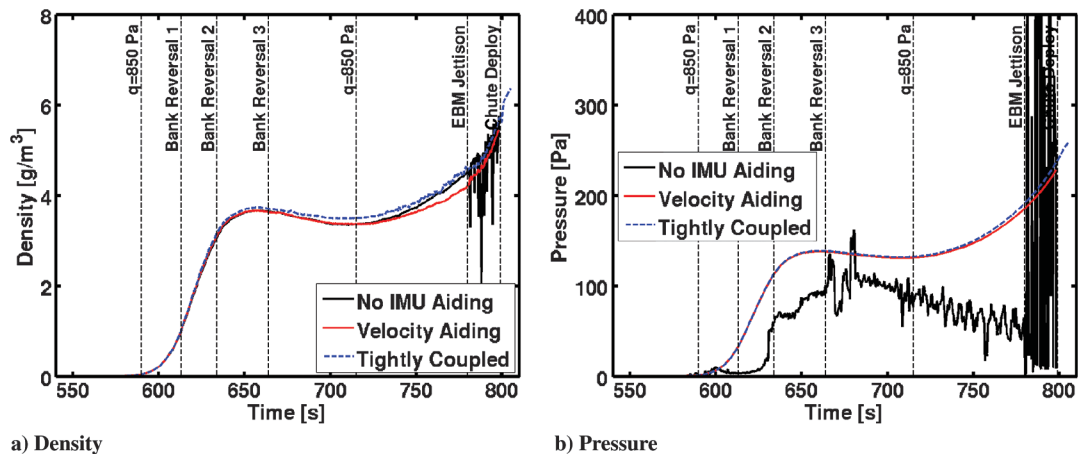 8
6
4
2
0
Density [g/m³]
q=850 Pa
Bank Reversal 1
Bank Reversal 2
Bank Reversal 3
q=850 Pa
EBM Jettison
Chute Deploy
No IMU Aiding
Velocity Aiding
Tightly Coupled
550 600 650 700 750 800
Time [s]
a) Density
400
300
200
100
0
Pressure [Pa]
q=850 Pa
Bank Reversal 1
Bank Reversal 2
Bank Reversal 3
q=850 Pa
EBM Jettison
Deploy
No IMU Aiding
Velocity Aiding
Tightly Coupled
550 600 650 700 750 800
Time [s]
b) Pressure